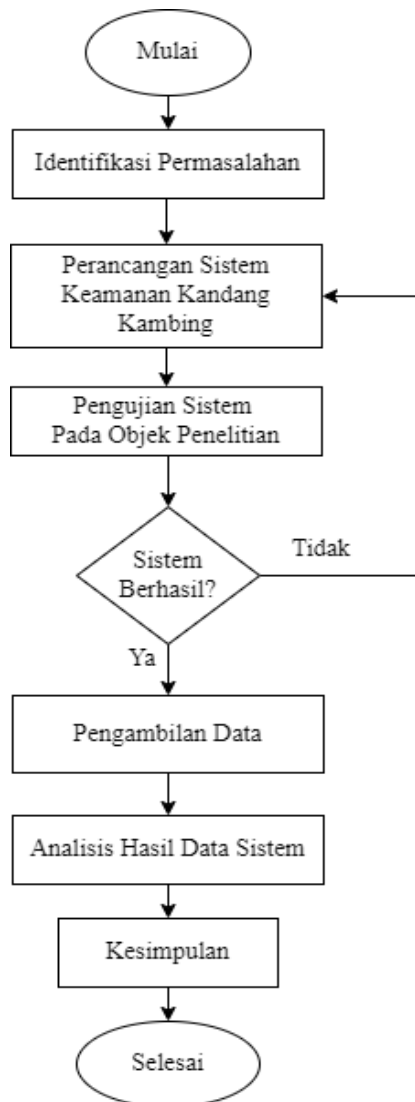 Mulai
Identifikasi Permasalahan
Perancangan Sistem
Keamanan Kandang
Kambing
Pengujian Sistem
Pada Objek Penelitian
Sistem
Berhasil?
Tidak
Ya
Pengambilan Data
Analisis Hasil Data Sistem
Kesimpulan
Selesai